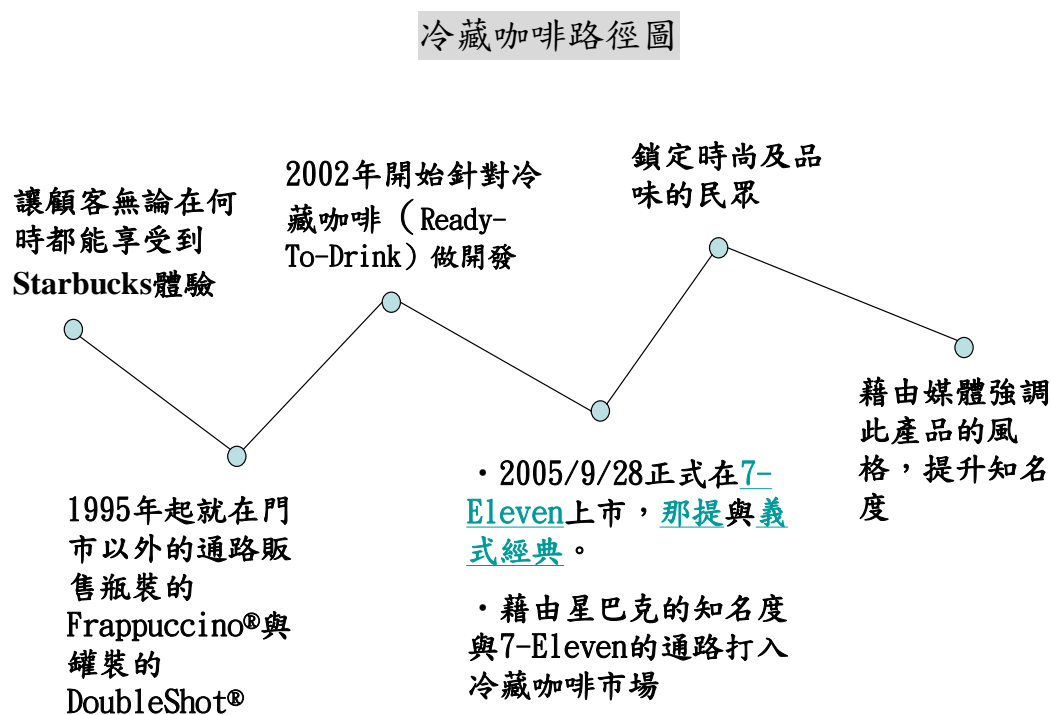 冷藏咖啡路徑圖
讓顧客無論在何
時都能享受到
Starbucks體驗
1995年起就在門
市以外的通路販
售瓶裝的
Frappuccino®與
罐裝的
DoubleShot®
2002年開始針對冷
藏咖啡（Ready-
To-Drink）做開發
・2005/9/28正式在7-
Eleven上市，那提與義
式經典。
・藉由星巴克的知名度
與7-Eleven的通路打入
冷藏咖啡市場
鎖定時尚及品
味的民眾
藉由媒體強調
此產品的風
格，提升知名
度